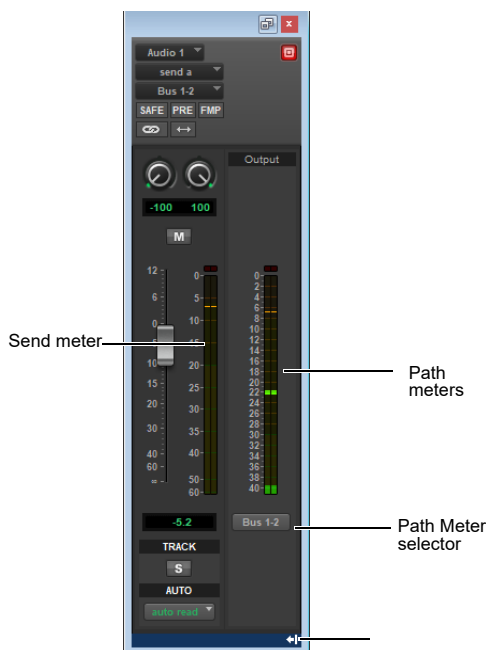 Audio 1
send a
Bus 1-2
SAFE PRE FMP
Output
-100 100
M
12
6
0
5
10
15
20
30
40
60
∞
0
5
10
15
20
25
30
35
40
50
60
0
2
4
6
8
10
12
14
16
18
20
22
24
26
28
30
32
34
36
38
40
Send meter
Path
meters
-5.2
Bus 1-2
Path Meter
selector
TRACK
S
AUTO
auto read